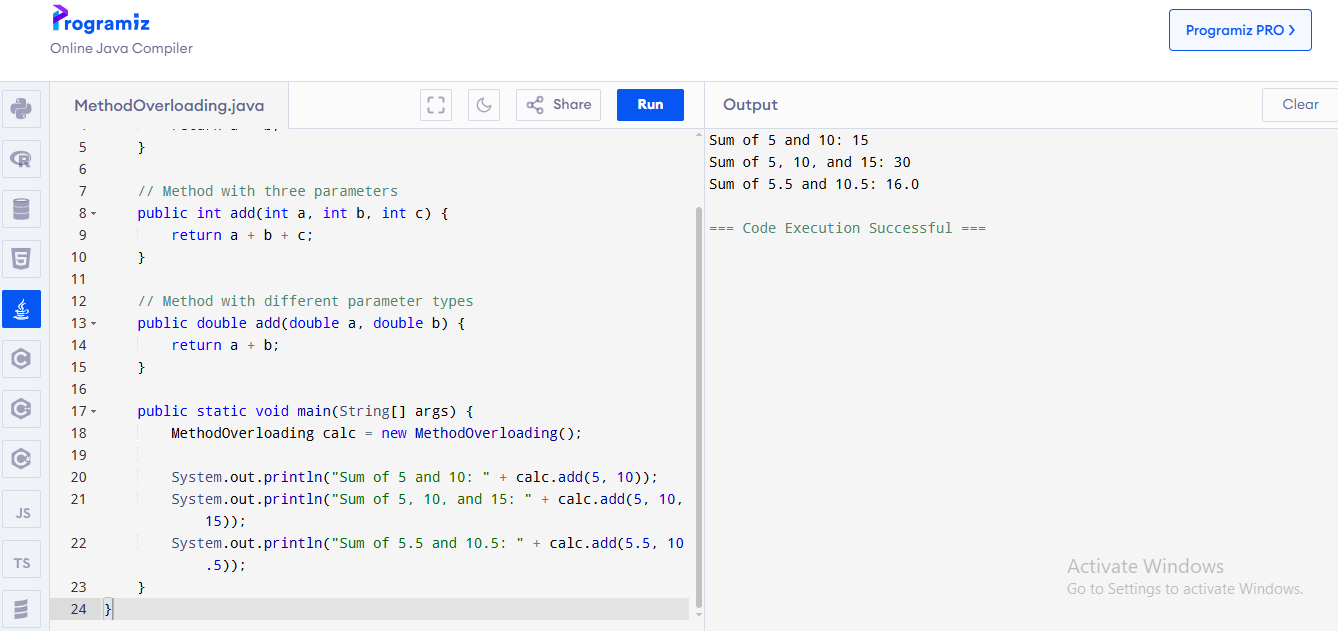 Programiz
Online Java Compiler
Programiz PRO
MethodOverloading.java
Share
Run
Output
Clear
5 }
6
7 // Method with three parameters
8 public int add(int a, int b, int c) {
9 return a + b + c;
10 }
11
12 // Method with different parameter types
13 public double add(double a, double b) {
14 return a + b;
15 }
16
17 public static void main(String[] args) {
18 MethodOverloading calc = new MethodOverloading();
19
20 System.out.println("Sum of 5 and 10: " + calc.add(5, 10));
21 System.out.println("Sum of 5, 10, and 15: " + calc.add(5, 10,
15));
22 System.out.println("Sum of 5.5 and 10.5: " + calc.add(5.5, 10
.5));
23 }
24 }
JS
TS
Sum of 5 and 10: 15
Sum of 5, 10, and 15: 30
Sum of 5.5 and 10.5: 16.0
=== Code Execution Successful ===
Activate Windows
Go to Settings to activate Windows.